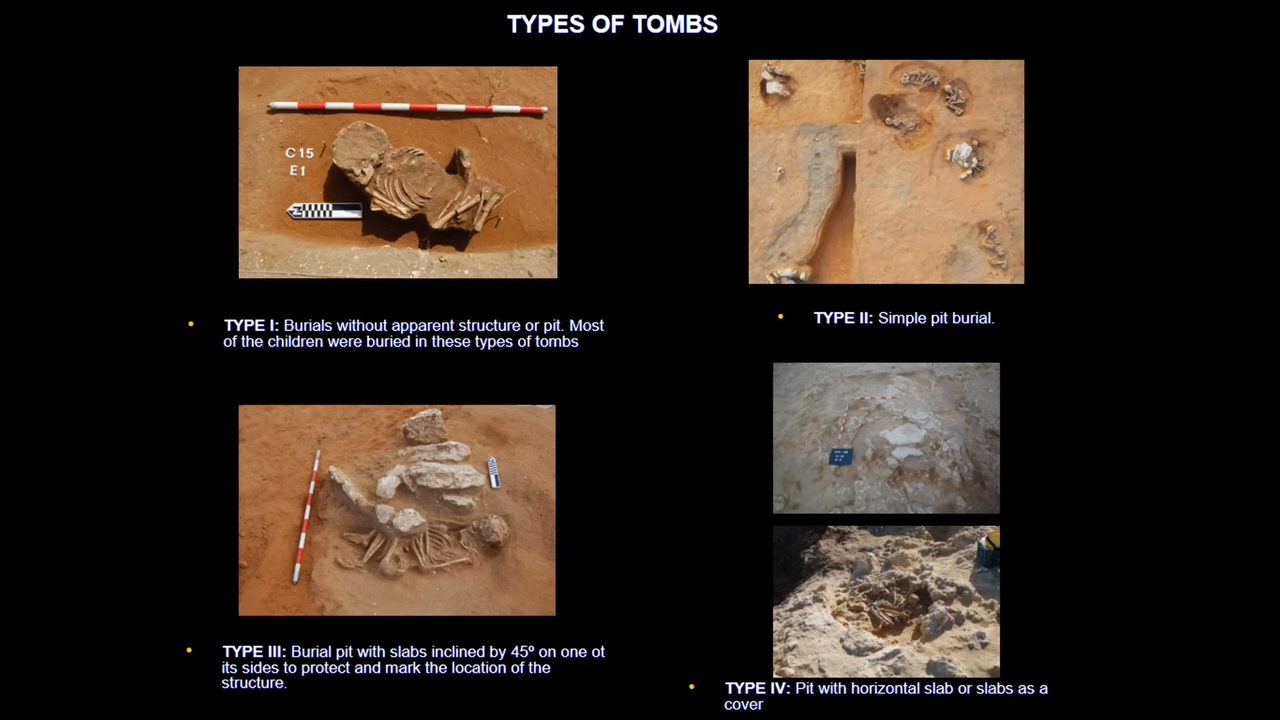 TYPES OF TOMBS
C 15
E 1
• TYPE I: Burials without apparent structure or pit. Most
of the children were buried in these types of tombs
• TYPE II: Simple pit burial.
• TYPE III: Burial pit with slabs inclined by 45º on one of
its sides to protect and mark the location of the
structure.
• TYPE IV: Pit with horizontal slab or slabs as a
cover